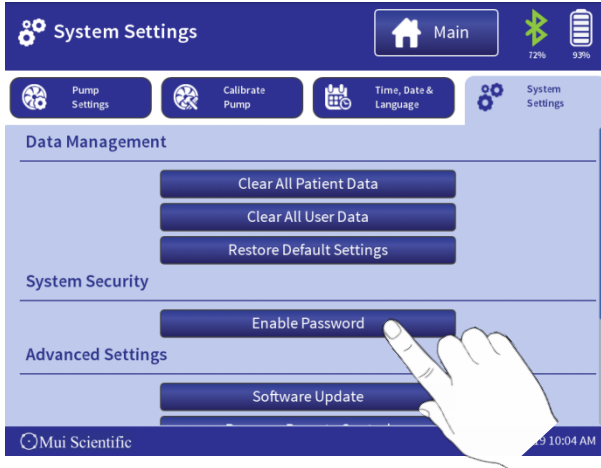 System Settings
Main
72%
93%
Pump
Settings
Calibrate
Pump
Time, Date &
Language
System
Settings
Data Management
Clear All Patient Data
Clear All User Data
Restore Default Settings
System Security
Enable Password
Advanced Settings
Software Update
Mui Scientific
10:04 AM